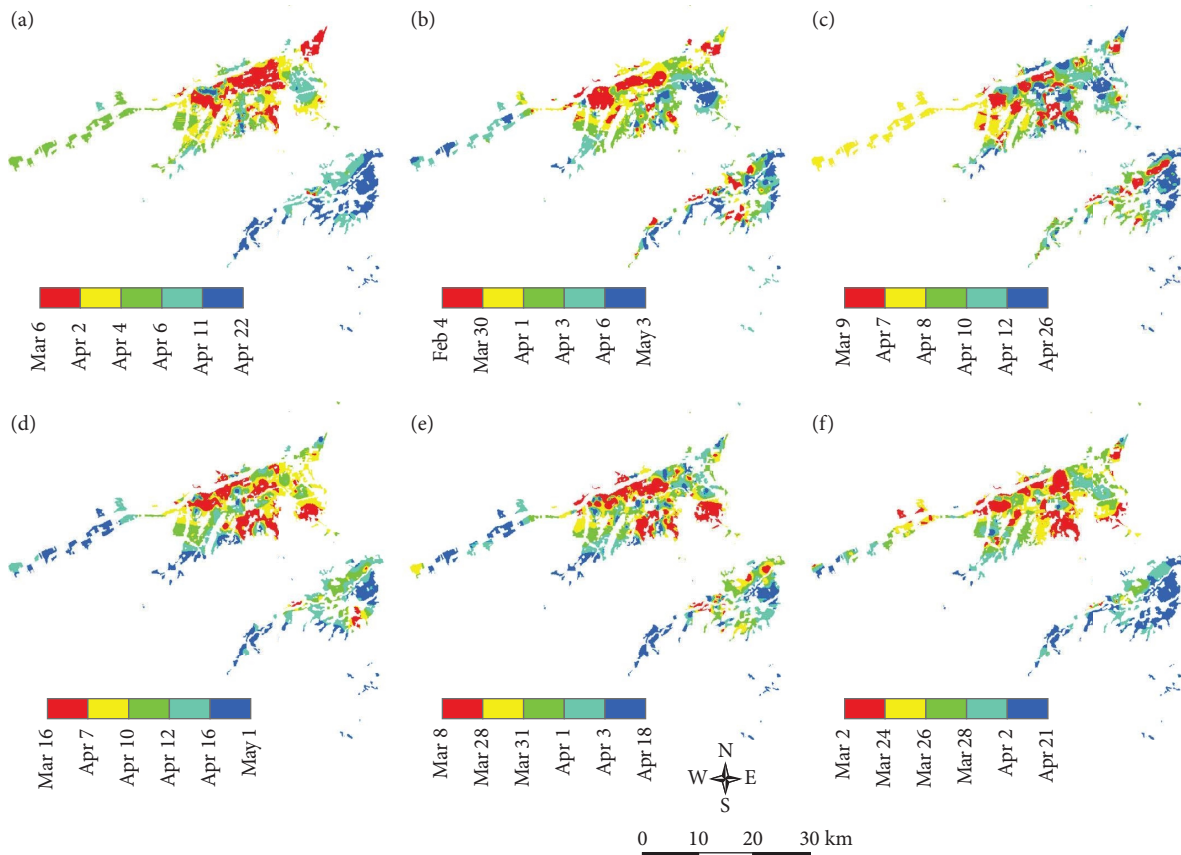 (a)
(b)
(c)
Mar 6
Apr 2
Apr 4
Apr 6
Apr 11
Apr 22
Feb 4
Mar 30
Apr 1
Apr 3
Apr 6
May 3
Mar 9
Apr 7
Apr 8
Apr 10
Apr 12
Apr 26
(d)
(e)
(f)
Mar 16
Apr 7
Apr 10
Apr 12
Apr 16
May 1
Mar 8
Mar 28
Mar 31
Apr 1
Apr 3
Apr 18
Mar 2
Mar 24
Mar 26
Mar 28
Apr 2
Apr 21
N
W E
S
0 10 20 30 km